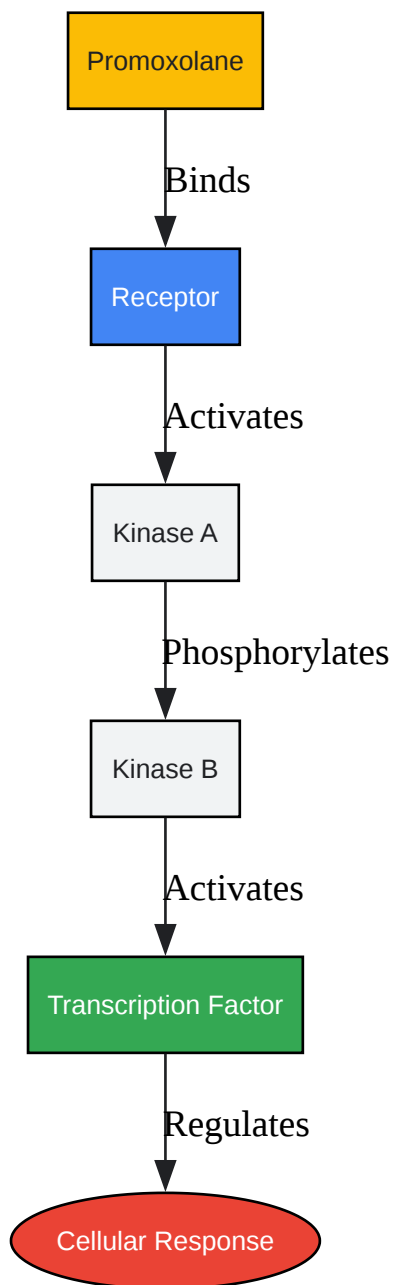 Promoxolane
Binds
Receptor
Activates
Kinase A
Phosphorylates
Kinase B
Activates
Transcription Factor
Regulates
Cellular Response